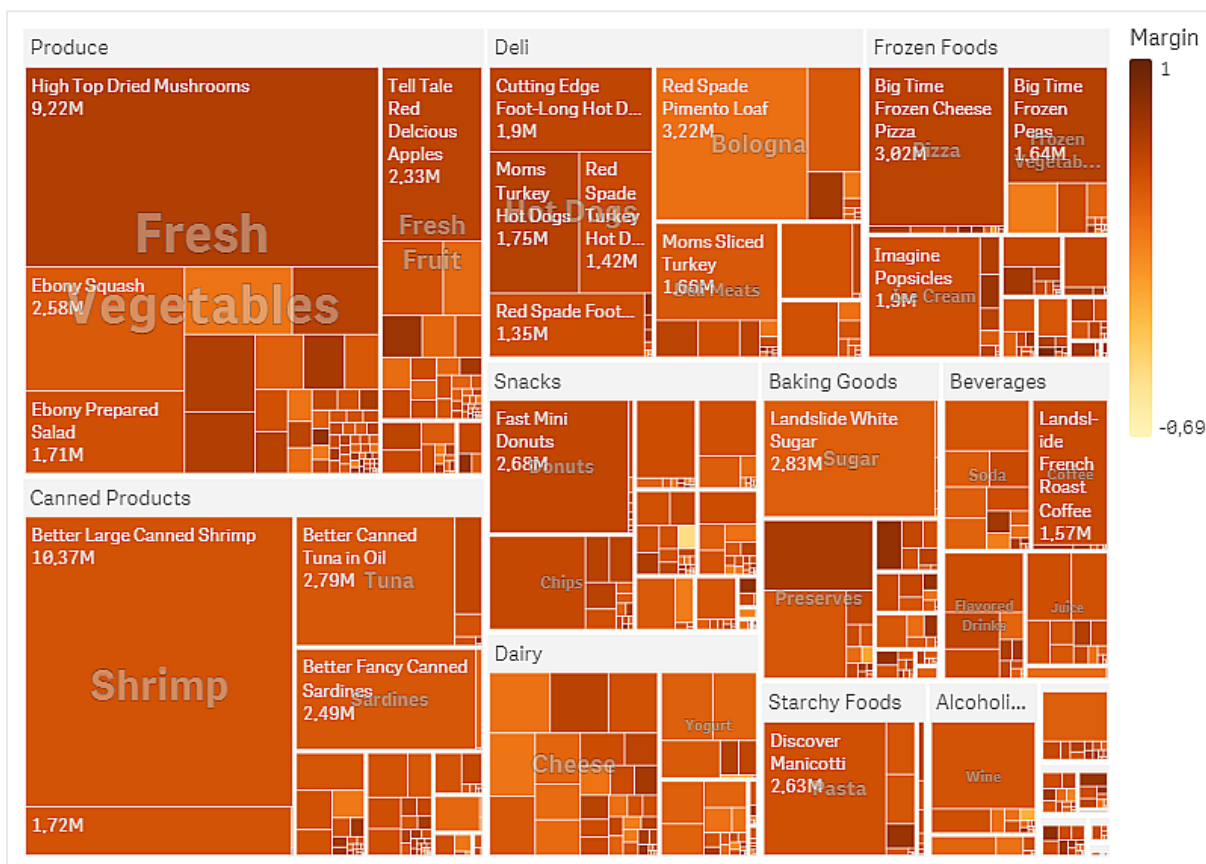 Produce
High Top Dried Mushrooms
9,22M
Tell Tale
Red
Delcious
Apples
2,33M
Fresh
Vegetables
Fresh
Fruit
Ebony Squash
2,58M
Ebony Prepared
Salad
1,71M
Canned Products
Better Large Canned Shrimp
10,37M
Shrimp
1,72M
Better Canned
Tuna in Oil
2,79M
Tuna
Better Fancy Canned
Sardines
2,49M
Sardines
Deli
Cutting Edge
Foot-Long Hot D...
1,9M
Moms
Turkey
Hot Dogs
1,75M
Red
Spade
Turkey
Hot D...
1,42M
Hot Dogs
Red Spade Foot...
1,35M
Red Spade
Pimento Loaf
3,22M
Bologna
Moms Sliced
Turkey
1,66M
Deli Meats
Frozen Foods
Big Time
Frozen Cheese
Pizza
3,02M
Pizza
Big Time
Frozen
Peas
1,64M
Frozen
Vegetab...
Imagine
Popsicles
1,9M
Ice Cream
Snacks
Fast Mini
Donuts
2,68M
Donuts
Chips
Baking Goods
Landslide White
Sugar
2,83M
Sugar
Preserves
Beverages
Soda
Landsl-
ide
French
Roast
Coffee
1,57M
Coffee
Flavored
Drinks
Juice
Dairy
Cheese
Yogurt
Starchy Foods
Discover
Manicotti
2,63M
Pasta
Alcoholi...
Wine
Margin
1
-0,69